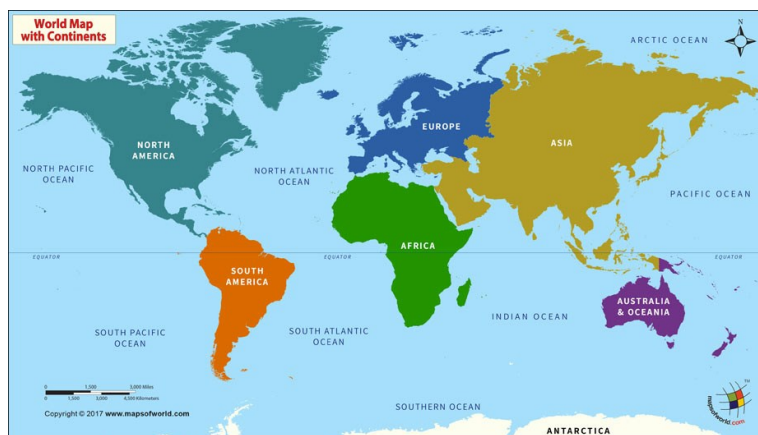 World Map
with Continents
N
ARCTIC OCEAN
EUROPE
ASIA
NORTH
AMERICA
NORTH PACIFIC
OCEAN
NORTH ATLANTIC
OCEAN
PACIFIC OCEAN
AFRICA
EQUATOR
EQUATOR
EQUATOR
SOUTH
AMERICA
AUSTRALIA
& OCEANIA
INDIAN OCEAN
SOUTH PACIFIC
OCEAN
SOUTH ATLANTIC
OCEAN
0 1,500 3,000 Miles
0 1,500 3,000 4,500 Kilometers
Copyright © 2017 www.mapsofworld.com
SOUTHERN OCEAN
ANTARCTICA
mapsofworld.com